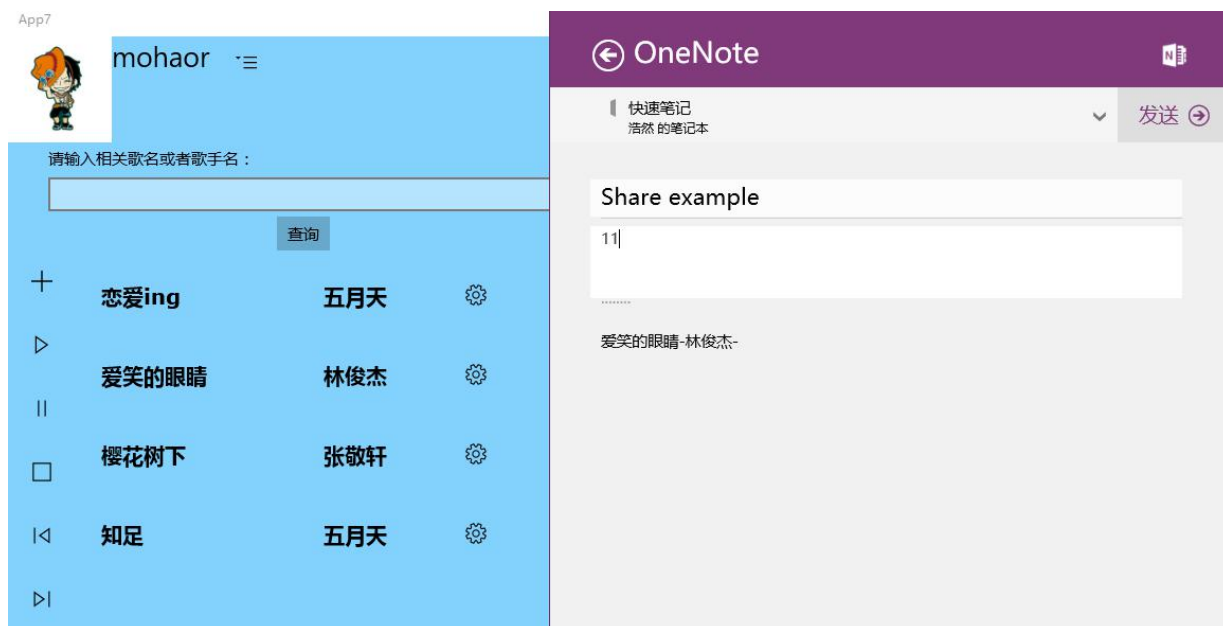 App7
mohaor
请输入相关歌名或者歌手名：
查询
恋爱ing 五月天
爱笑的眼睛 林俊杰
樱花树下 张敬轩
知足 五月天
OneNote
快速笔记
浩然 的笔记本
发送
Share example
11
爱笑的眼睛-林俊杰-